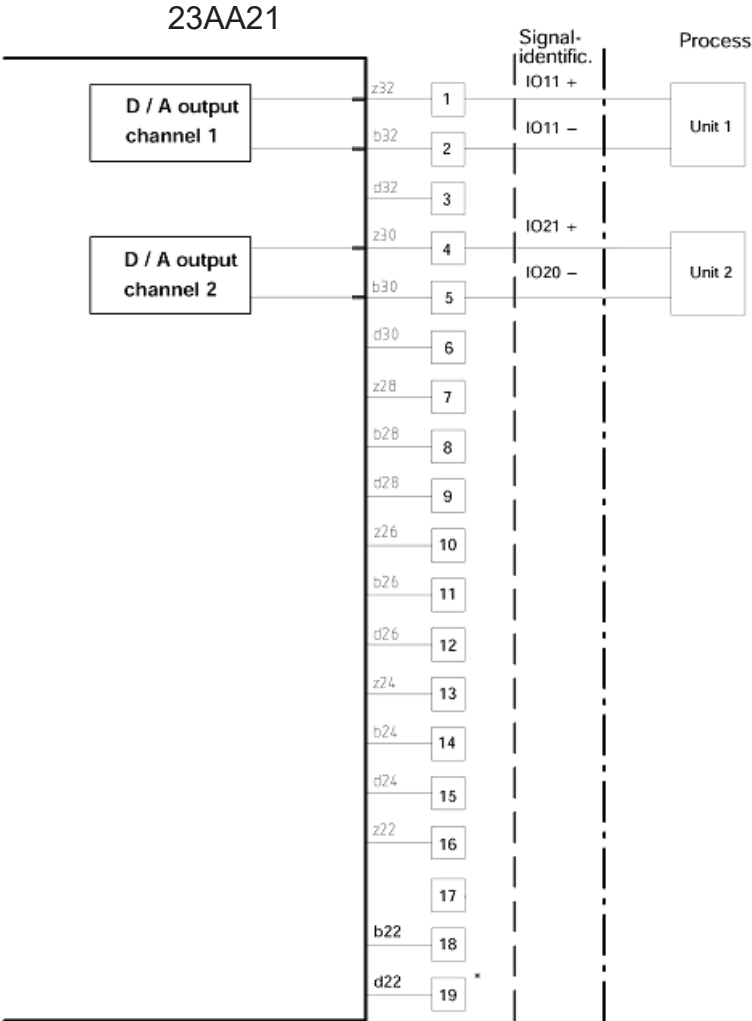 23AA21
Signal-
identific.
Process
D / A output
channel 1
z32
1
IO11 +
Unit 1
b32
2
IO11 –
d32
3
D / A output
channel 2
z30
4
IO21 +
Unit 2
b30
5
IO20 –
d30
6
z28
7
b28
8
d28
9
z26
10
b26
11
d26
12
z24
13
b24
14
d24
15
z22
16
17
b22
18
d22
19 *